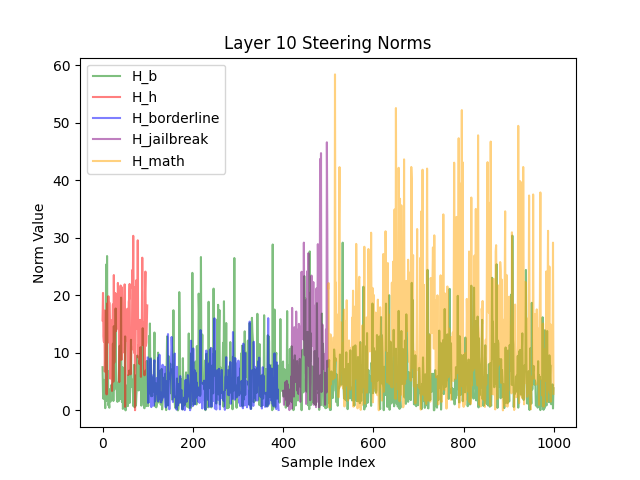 Layer 10 Steering Norms
H_b
H_h
H_borderline
H_jailbreak
H_math
Norm Value
60
50
40
30
20
10
0
0 200 400 600 800 1000
Sample Index